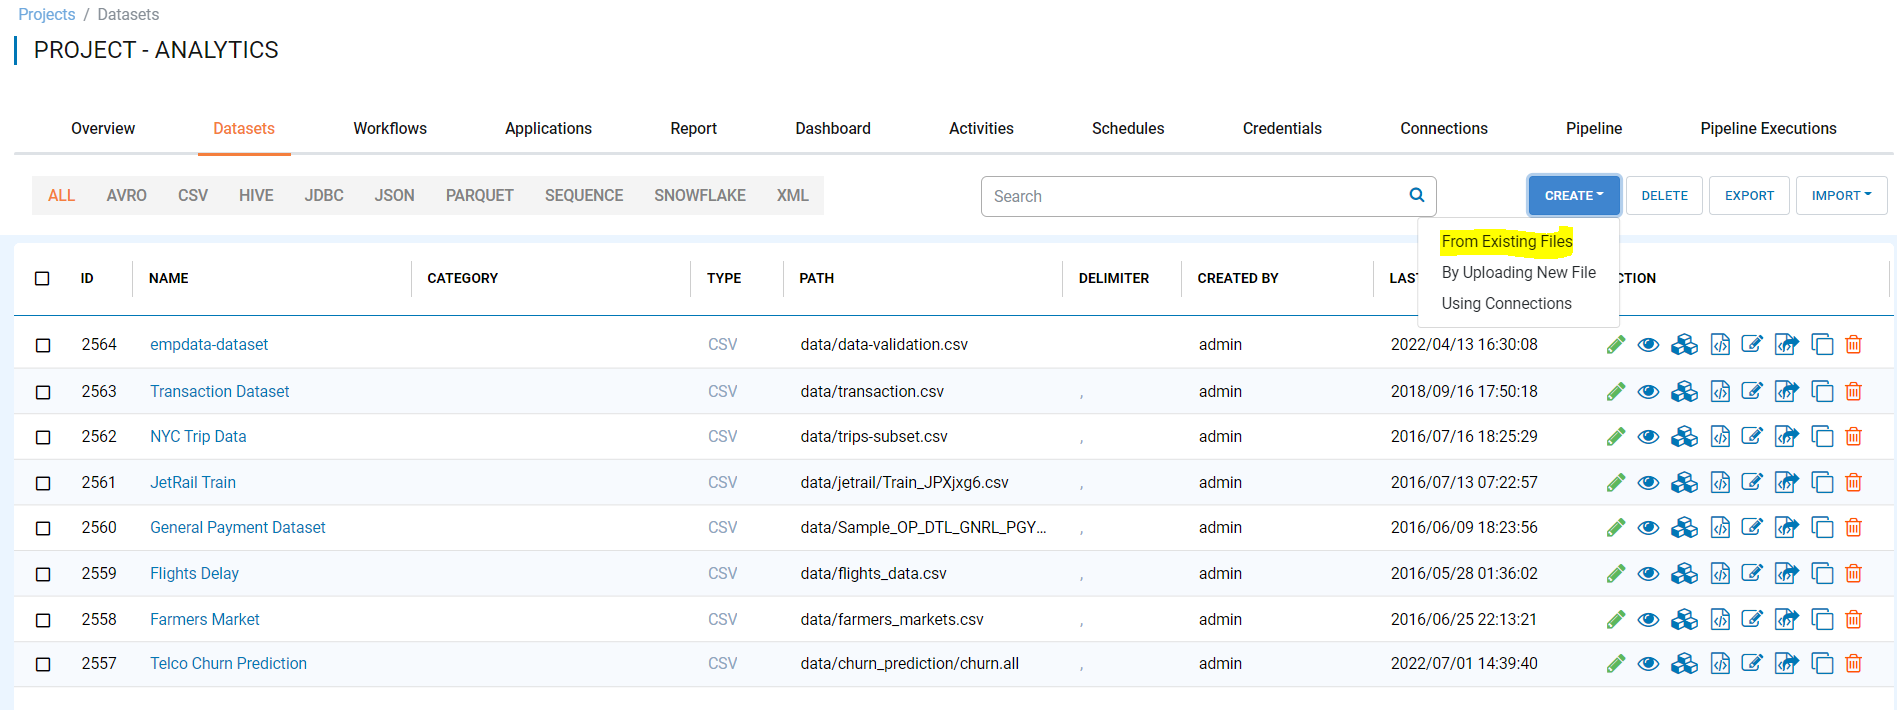 Projects / Datasets
PROJECT - ANALYTICS
Overview Datasets Workflows Applications Report Dashboard Activities Schedules Credentials Connections Pipeline Pipeline Executions
ALL AVRO CSV HIVE JDBC JSON PARQUET SEQUENCE SNOWFLAKE XML Search CREATE DELETE EXPORT IMPORT
From Existing Files
By Uploading New File
Using Connections
ID NAME CATEGORY TYPE PATH DELIMITER CREATED BY LAS CTION
2564 empdata-dataset CSV data/data-validation.csv admin 2022/04/13 16:30:08
2563 Transaction Dataset CSV data/transaction.csv , admin 2018/09/16 17:50:18
2562 NYC Trip Data CSV data/trips-subset.csv , admin 2016/07/16 18:25:29
2561 JetRail Train CSV data/jetrail/Train_JPXjxg6.csv , admin 2016/07/13 07:22:57
2560 General Payment Dataset CSV data/Sample_OP_DTL_GNRL_PGY... , admin 2016/06/09 18:23:56
2559 Flights Delay CSV data/flights_data.csv , admin 2016/05/28 01:36:02
2558 Farmers Market CSV data/farmers_markets.csv , admin 2016/06/25 22:13:21
2557 Telco Churn Prediction CSV data/churn_prediction/churn.all , admin 2022/07/01 14:39:40